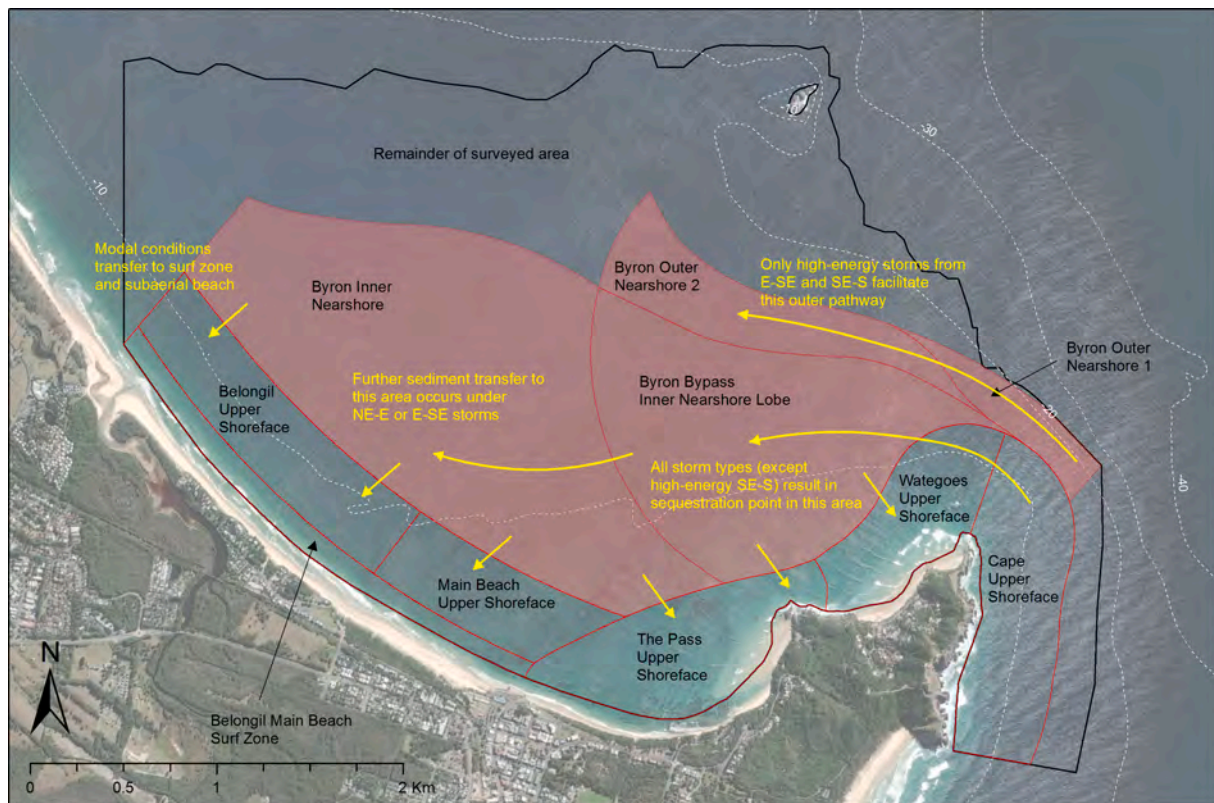 -10
-30
-10
Remainder of surveyed area
Modal conditions
transfer to surf zone
and subaerial beach
Byron Inner
Nearshore
Byron Outer
Nearshore 2
Only high-energy storms from
E-SE and SE-S facilitate
this outer pathway
Byron Outer
Nearshore 1
Belongil
Upper
Shoreface
Further sediment transfer to
this area occurs under
NE-E or E-SE storms
Byron Bypass
Inner Nearshore Lobe
-20
All storm types (except
high-energy SE-S) result in
sequestration point in this area
Wategoes
Upper
Shoreface
-40
Main Beach
Upper Shoreface
Cape
Upper
Shoreface
The Pass
Upper
Shoreface
N
Belongil Main Beach
Surf Zone
0 0.5 1 2 Km